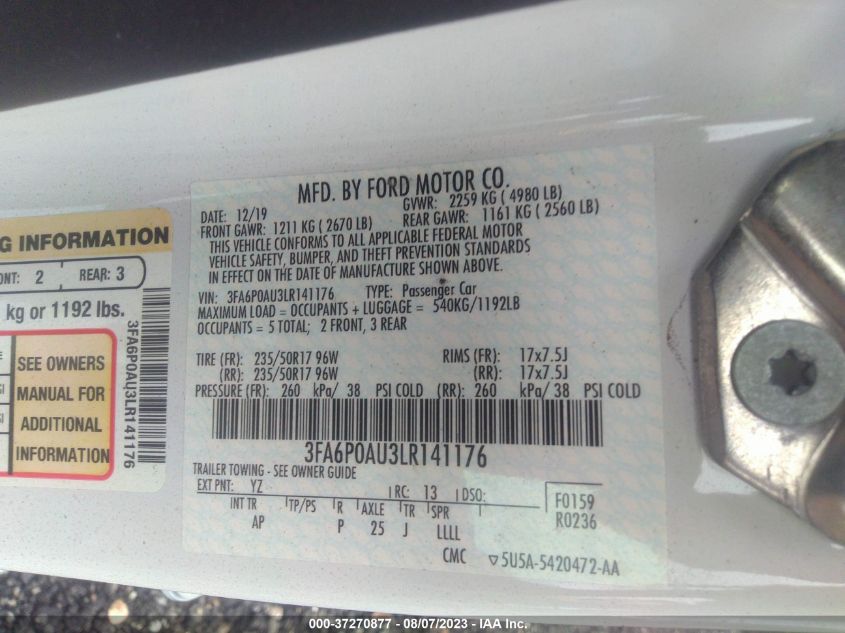 G INFORMATION
ONT: 2 REAR: 3
kg or 1192 lbs.
SEE OWNERS
MANUAL FOR
ADDITIONAL
INFORMATION
3FA6P0AU3LR141176
MFD. BY FORD MOTOR CO.
DATE: 12/19 GVWR: 2259 KG ( 4980 LB)
FRONT GAWR: 1211 KG ( 2670 LB) REAR GAWR: 1161 KG ( 2560 LB)
THIS VEHICLE CONFORMS TO ALL APPLICABLE FEDERAL MOTOR
VEHICLE SAFETY, BUMPER, AND THEFT PREVENTION STANDARDS
IN EFFECT ON THE DATE OF MANUFACTURE SHOWN ABOVE.
VIN: 3FA6P0AU3LR141176 TYPE: Passenger Car
MAXIMUM LOAD = OCCUPANTS + LUGGAGE = 540KG/1192LB
OCCUPANTS = 5 TOTAL; 2 FRONT, 3 REAR
TIRE (FR): 235/50R17 96W RIMS (FR): 17x7.5J
(RR): 235/50R17 96W (RR): 17x7.5J
PRESSURE (FR): 260 kPa/ 38 PSI COLD (RR): 260 kPa/ 38 PSI COLD
3FA6P0AU3LR141176
TRAILER TOWING - SEE OWNER GUIDE
EXT PNT: YZ RC: 13 DSO:
INT TR TP/PS R AXLE TR SPR
AP P 25 J LLLL
F0159
R0236
CMC ▽5U5A-5420472-AA
000-37270877 - 08/07/2023 - IAA Inc.